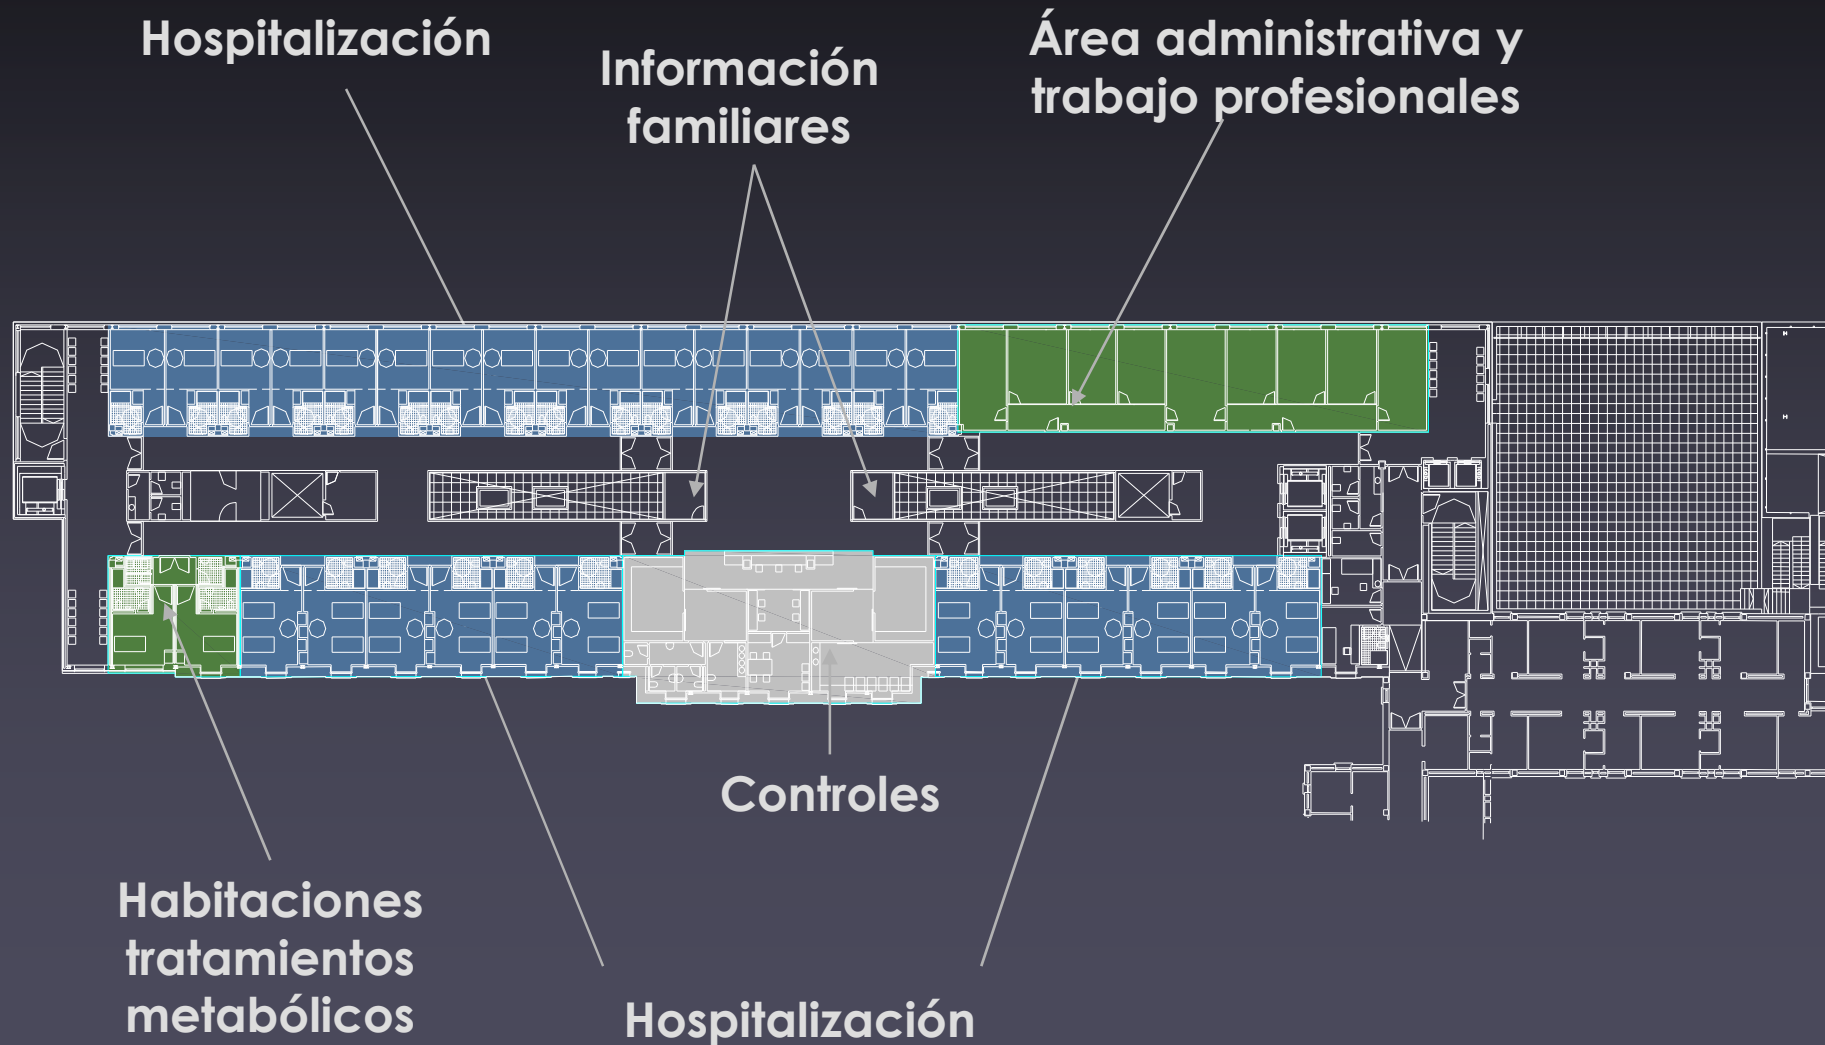 Hospitalización
Información
familiares
Área administrativa y
trabajo profesionales
Controles
Habitaciones
tratamientos
metabólicos
Hospitalización